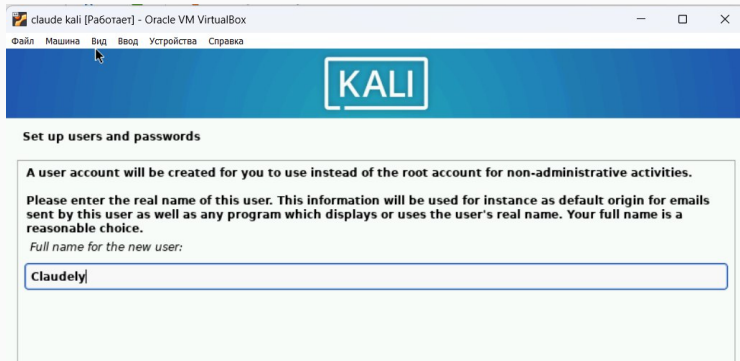 claude kali [Работает] - Oracle VM VirtualBox
Файл Машина Вид Ввод Устройства Справка
KALI
Set up users and passwords
A user account will be created for you to use instead of the root account for non-administrative activities.
Please enter the real name of this user. This information will be used for instance as default origin for emails
sent by this user as well as any program which displays or uses the user's real name. Your full name is a
reasonable choice.
Full name for the new user:
Claudely